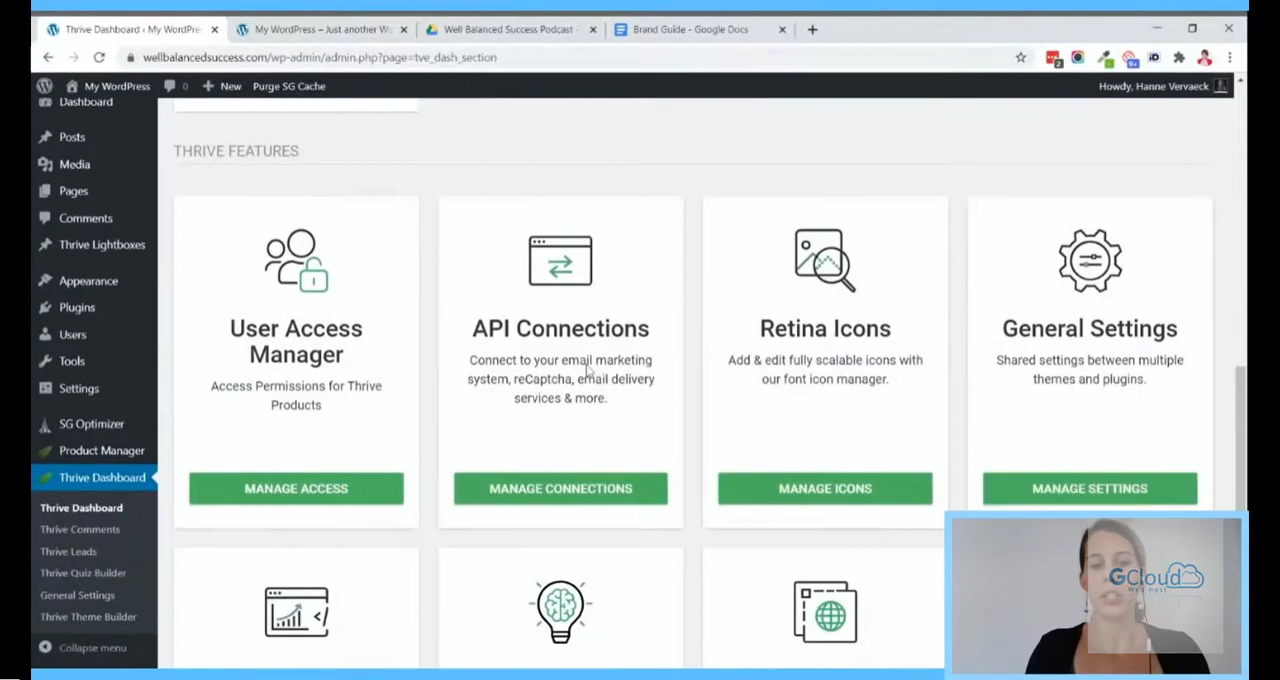 Thrive Dashboard ‹ My WordPre
My WordPress – Just another W
Well Balanced Success Podcast -
Brand Guide - Google Docs
wellbalancedsuccess.com/wp-admin/admin.php?page=tve_dash_section
My WordPress
0
New
Purge SG Cache
Howdy, Hanne Vervaeck
Dashboard
Posts
Media
Pages
Comments
Thrive Lightboxes
Appearance
Plugins
Users
Tools
Settings
SG Optimizer
Product Manager
Thrive Dashboard
Thrive Dashboard
Thrive Comments
Thrive Leads
Thrive Quiz Builder
General Settings
Thrive Theme Builder
Collapse menu
THRIVE FEATURES
User Access
Manager
Access Permissions for Thrive
Products
MANAGE ACCESS
API Connections
Connect to your email marketing
system, reCaptcha, email delivery
services & more.
MANAGE CONNECTIONS
Retina Icons
Add & edit fully scalable icons with
our font icon manager.
MANAGE ICONS
General Settings
Shared settings between multiple
themes and plugins.
MANAGE SETTINGS
GCloud
Web Host